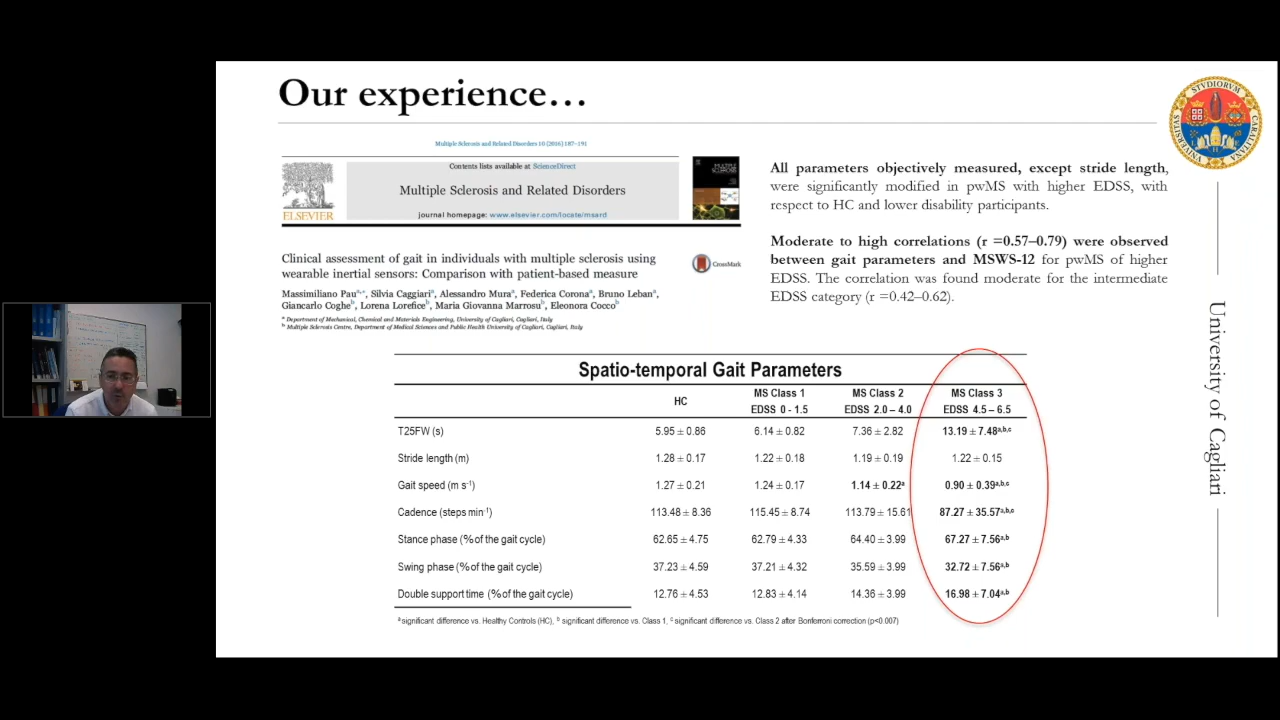 Our experience…
Multiple Sclerosis and Related Disorders 10 (2016) 187–191
Contents lists available at ScienceDirect
Multiple Sclerosis and Related Disorders
journal homepage: www.elsevier.com/locate/msard
ELSEVIER
Clinical assessment of gait in individuals with multiple sclerosis using
wearable inertial sensors: Comparison with patient-based measure
CrossMark
Massimiliano Pau a,*, Silvia Caggiari a, Alessandro Mura a, Federica Corona a, Bruno Leban a,
Giancarlo Coghe b, Lorena Lorefice b, Maria Giovanna Marrosu b, Eleonora Cocco b
a Department of Mechanical, Chemical and Materials Engineering, University of Cagliari, Cagliari, Italy
b Multiple Sclerosis Centre, Department of Medical Sciences and Public Health University of Cagliari, Cagliari, Italy
All parameters objectively measured, except stride length,
were significantly modified in pwMS with higher EDSS, with
respect to HC and lower disability participants.
Moderate to high correlations (r =0.57–0.79) were observed
between gait parameters and MSWS-12 for pwMS of higher
EDSS. The correlation was found moderate for the intermediate
EDSS category (r =0.42–0.62).
University of Cagliari
Spatio-temporal Gait Parameters
HC MS Class 1 EDSS 0 - 1.5 MS Class 2 EDSS 2.0 – 4.0 MS Class 3 EDSS 4.5 – 6.5
T25FW (s) 5.95 ± 0.86 6.14 ± 0.82 7.36 ± 2.82 13.19 ± 7.48 a,b,c
Stride length (m) 1.28 ± 0.17 1.22 ± 0.18 1.19 ± 0.19 1.22 ± 0.15
Gait speed (m s-1) 1.27 ± 0.21 1.24 ± 0.17 1.14 ± 0.22 a 0.90 ± 0.39 a,b,c
Cadence (steps min-1) 113.48 ± 8.36 115.45 ± 8.74 113.79 ± 15.61 87.27 ± 35.57 a,b,c
Stance phase (% of the gait cycle) 62.65 ± 4.75 62.79 ± 4.33 64.40 ± 3.99 67.27 ± 7.56 a,b
Swing phase (% of the gait cycle) 37.23 ± 4.59 37.21 ± 4.32 35.59 ± 3.99 32.72 ± 7.56 a,b
Double support time (% of the gait cycle) 12.76 ± 4.53 12.83 ± 4.14 14.36 ± 3.99 16.98 ± 7.04 a,b
a significant difference vs. Healthy Controls (HC), b significant difference vs. Class 1, c significant difference vs. Class 2 after Bonferroni correction (p<0.007)